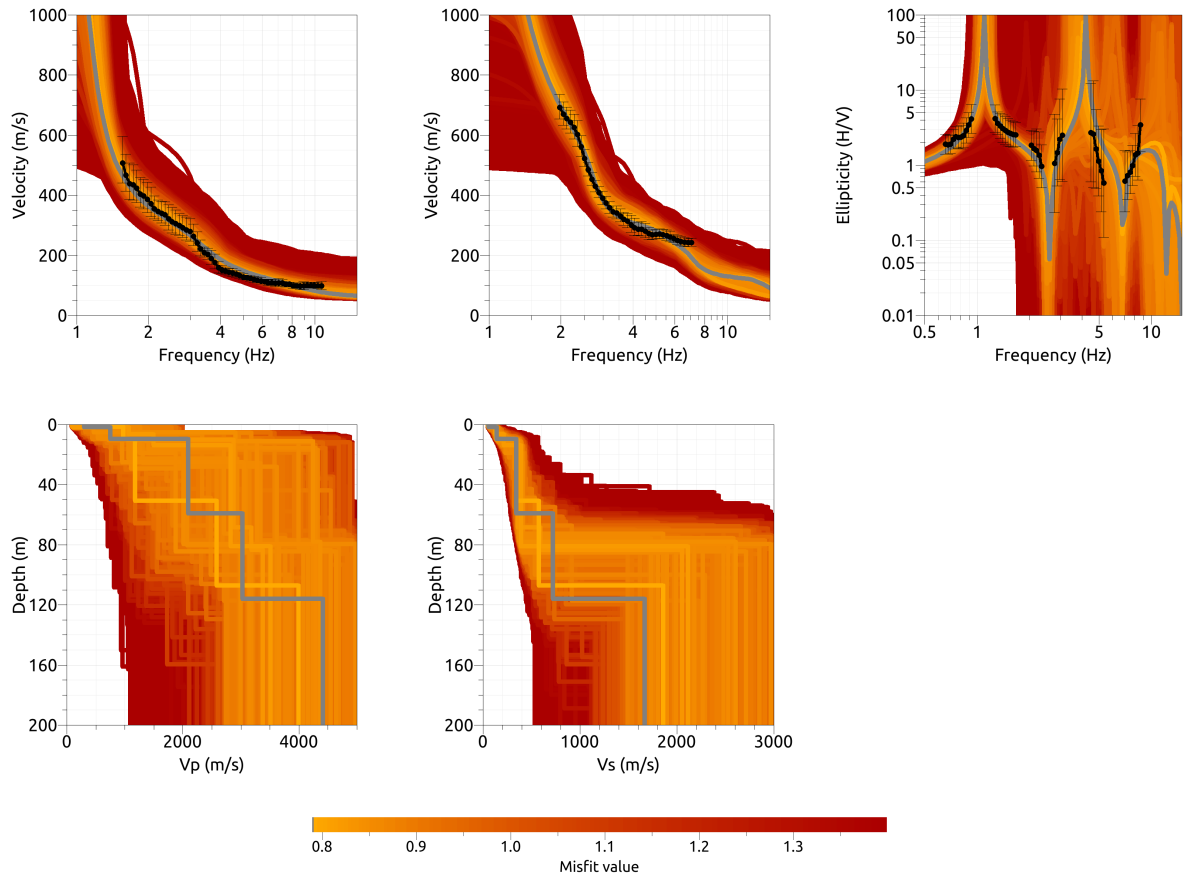 1000
800
600
400
200
0
Velocity (m/s)
1 2 4 6 8 10
Frequency (Hz)
1000
800
600
400
200
0
Velocity (m/s)
1 2 4 6 8 10
Frequency (Hz)
100
50
10
5
1
0.5
0.1
0.05
0.01
Ellipticity (H/V)
0.5 1 5 10
Frequency (Hz)
0
40
80
120
160
200
Depth (m)
0 2000 4000
Vp (m/s)
0
40
80
120
160
200
Depth (m)
0 1000 2000 3000
Vs (m/s)
0.8 0.9 1.0 1.1 1.2 1.3
Misfit value